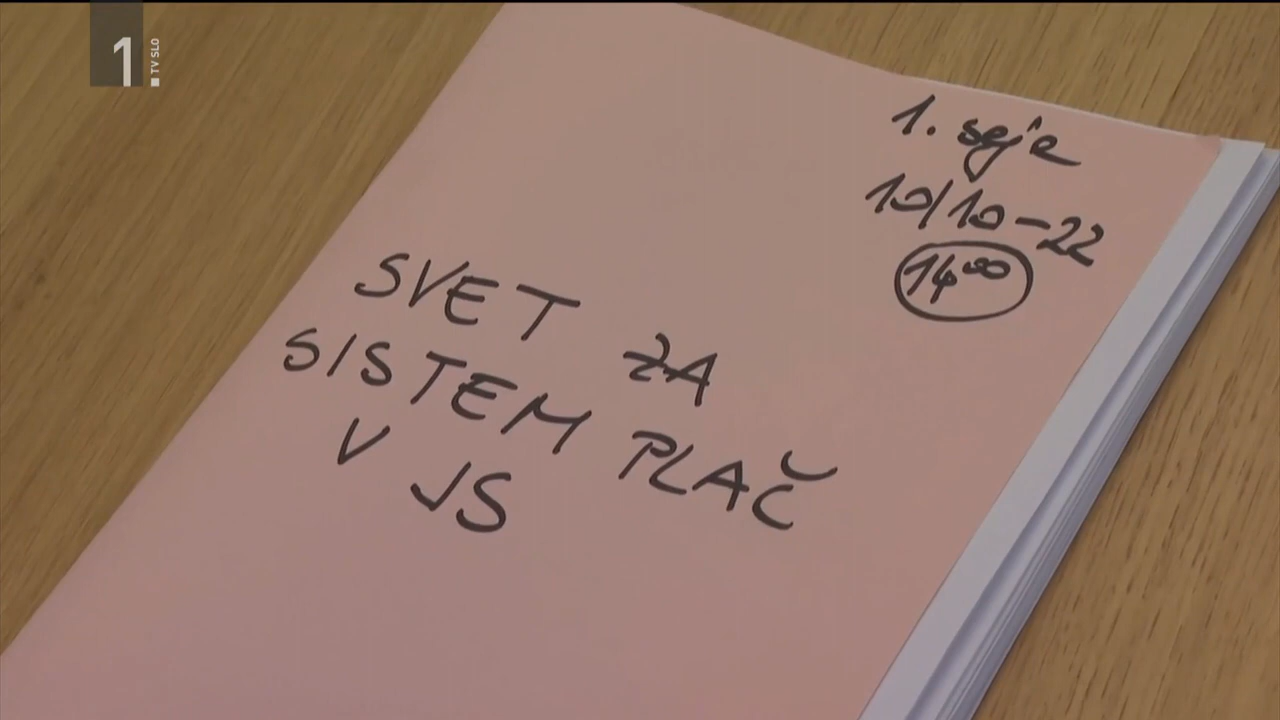 1 TV SLO
1. seja
10/10-22
14⁰⁰
SVET ZA
SISTEM PLAČ
V JS